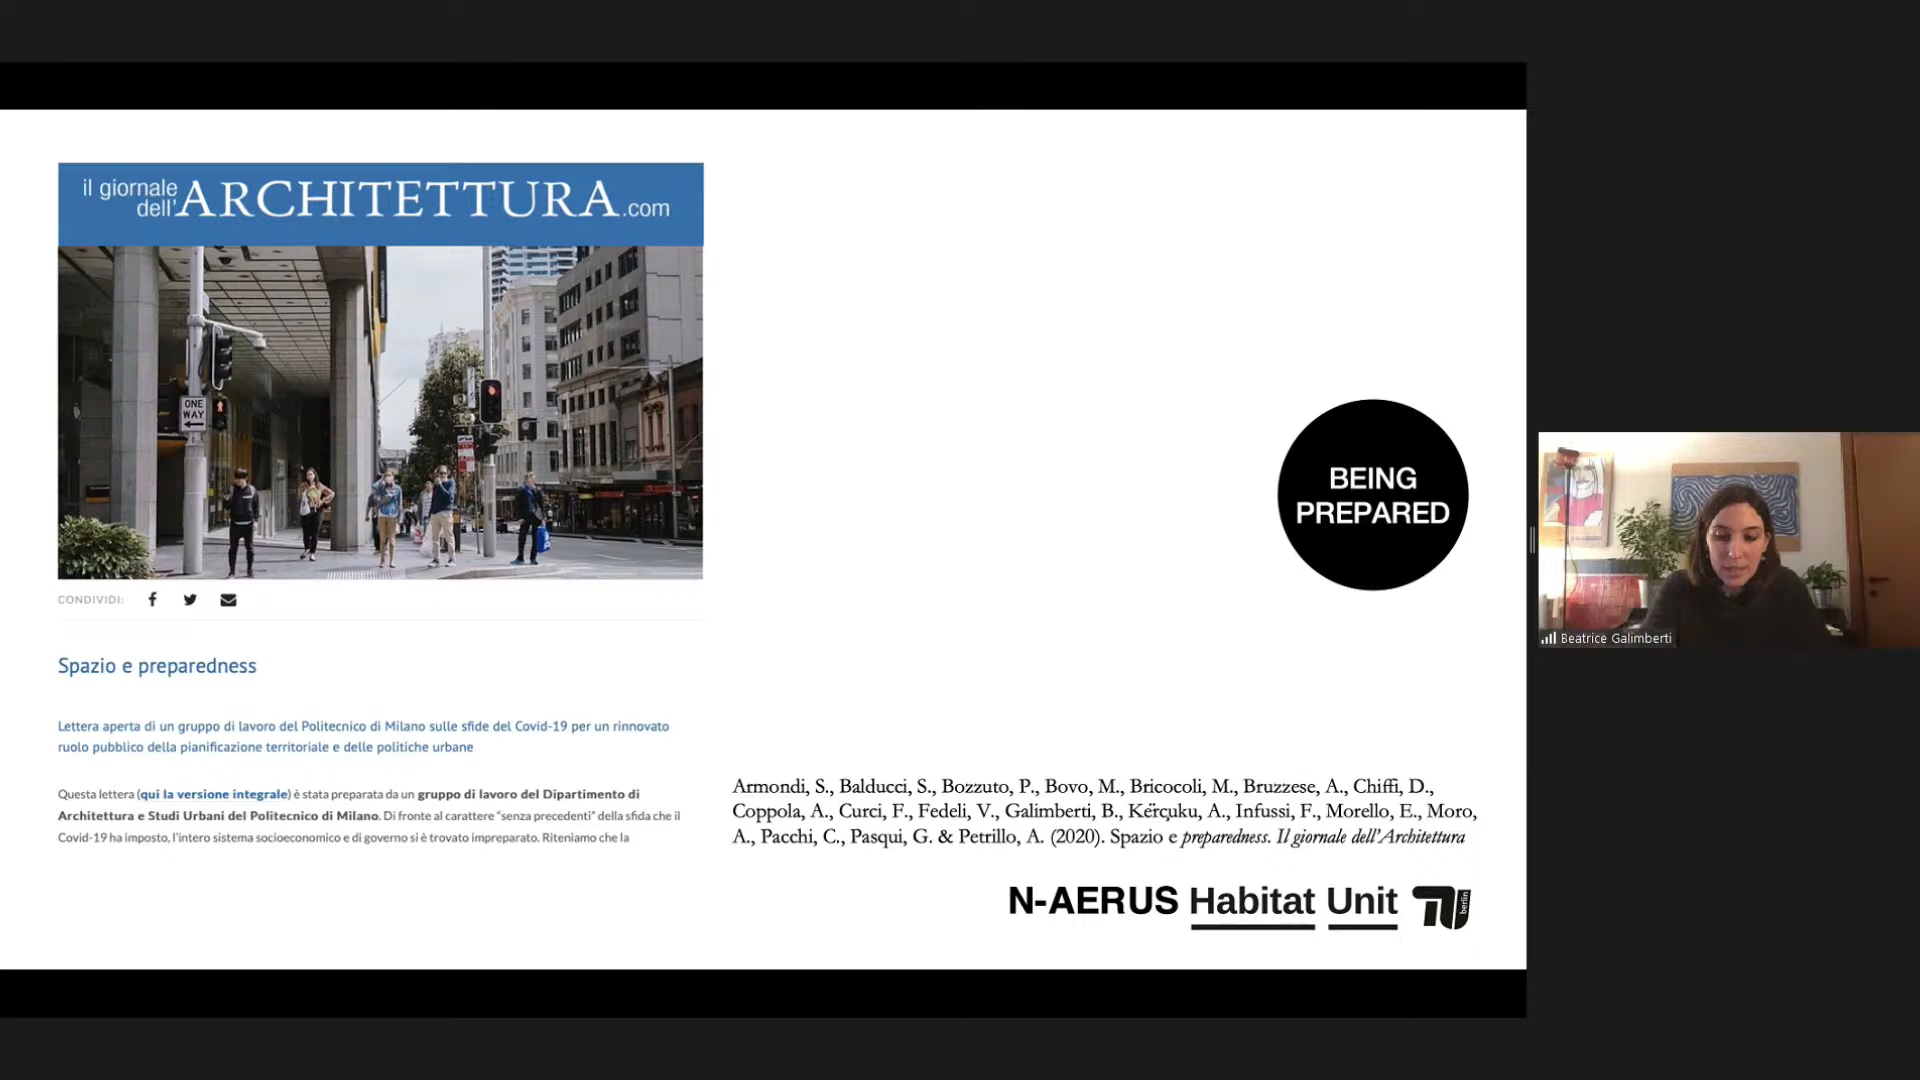 il giornale
dell'ARCHITETTURA.com
ONE
WAY
CONDIVIDI:
Spazio e preparedness
Lettera aperta di un gruppo di lavoro del Politecnico di Milano sulle sfide del Covid-19 per un rinnovato
ruolo pubblico della pianificazione territoriale e delle politiche urbane
Questa lettera (qui la versione integrale) è stata preparata da un gruppo di lavoro del Dipartimento di
Architettura e Studi Urbani del Politecnico di Milano. Di fronte al carattere “senza precedenti” della sfida che il
Covid-19 ha imposto, l’intero sistema socioeconomico e di governo si è trovato impreparato. Riteniamo che la
BEING
PREPARED
Armondi, S., Balducci, S., Bozzuto, P., Bovo, M., Bricocoli, M., Bruzzese, A., Chiffi, D.,
Coppola, A., Curci, F., Fedeli, V., Galimberti, B., Kërçuku, A., Infussi, F., Morello, E., Moro,
A., Pacchi, C., Pasqui, G. & Petrillo, A. (2020). Spazio e preparedness. Il giornale dell’Architettura
N-AERUS Habitat Unit
berlin
Beatrice Galimberti